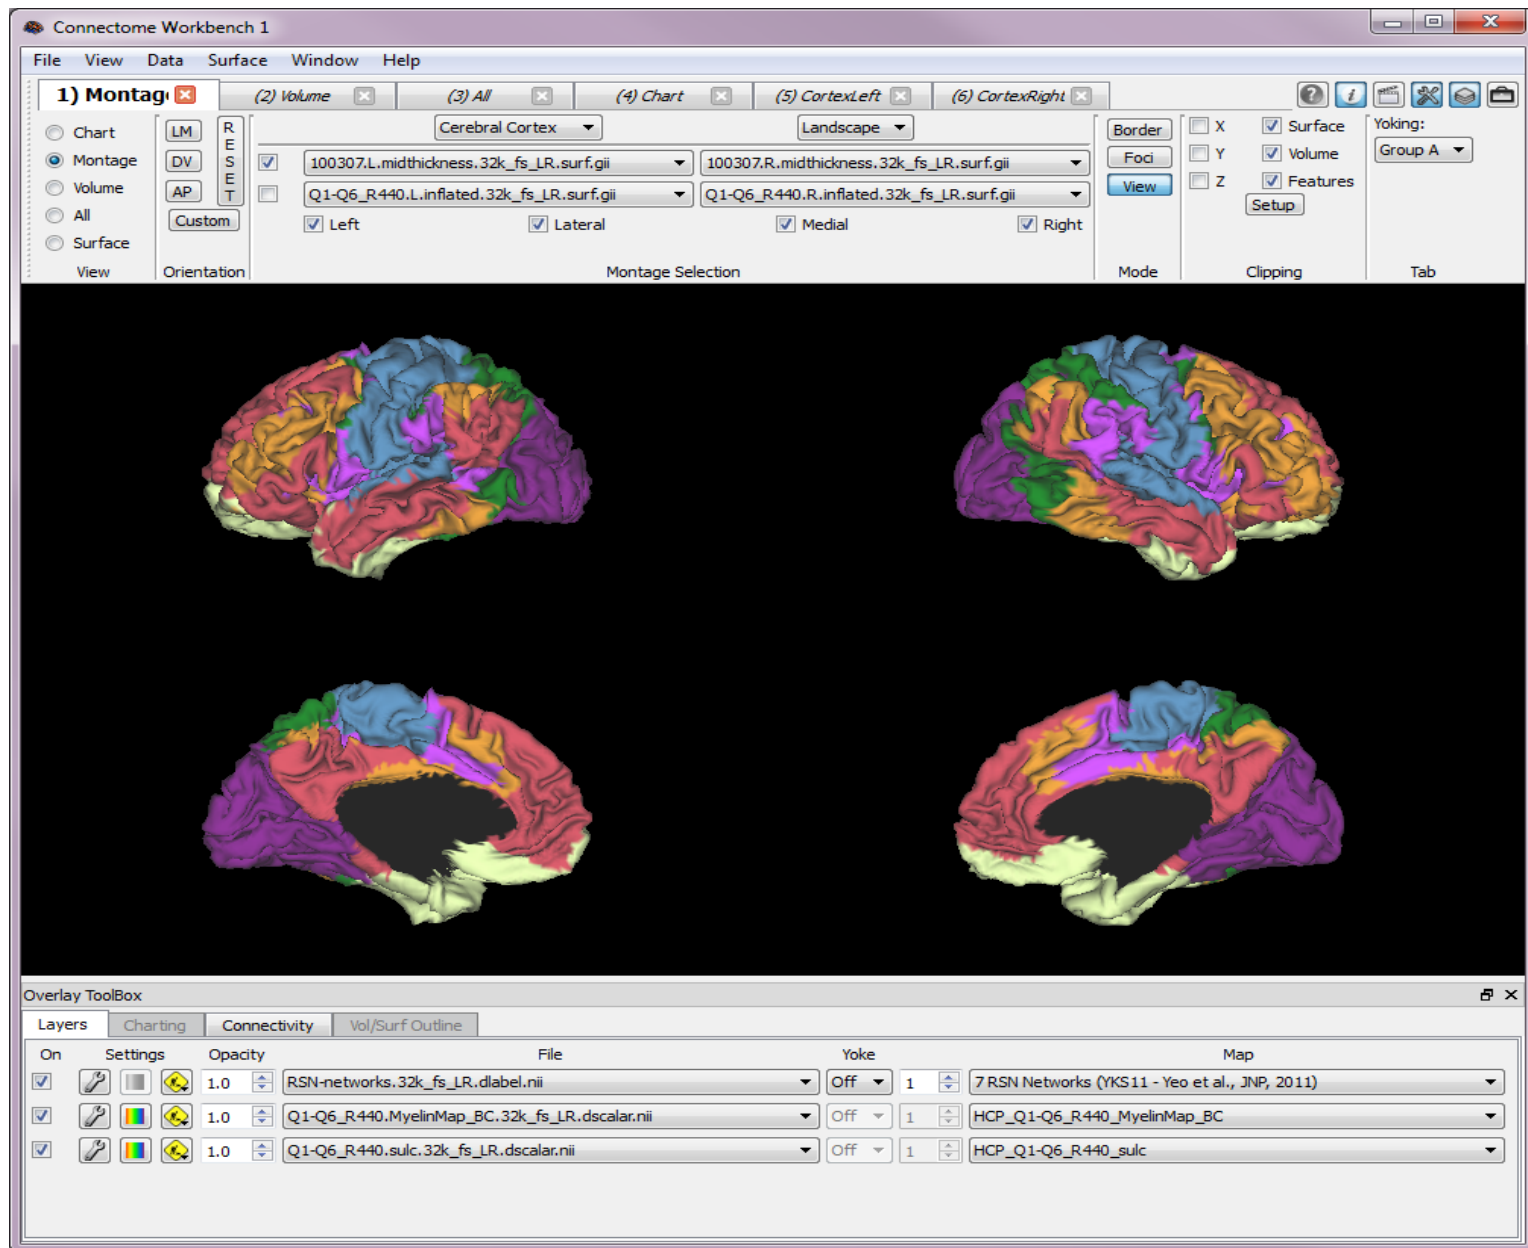 Connectome Workbench 1
File View Data Surface Window Help
1) Montag (2) Volume (3) All (4) Chart (5) CortexLeft (6) CortexRight
Chart
Montage
Volume
All
Surface
View
LM
DV
AP
Custom
RESET
Orientation
Cerebral Cortex Landscape
100307.L.midthickness.32k_fs_LR.surf.gii 100307.R.midthickness.32k_fs_LR.surf.gii
Q1-Q6_R440.L.inflated.32k_fs_LR.surf.gii Q1-Q6_R440.R.inflated.32k_fs_LR.surf.gii
Left Lateral Medial Right
Montage Selection
Border
Foci
View
Mode
X Surface
Y Volume
Z Features
Setup
Clipping
Yoking:
Group A
Tab
Overlay ToolBox
Layers Charting Connectivity Vol/Surf Outline
On Settings Opacity File Yoke Map
1.0 RSN-networks.32k_fs_LR.dlabel.nii Off 1 7 RSN Networks (YKS11 - Yeo et al., JNP, 2011)
1.0 Q1-Q6_R440.MyelinMap_BC.32k_fs_LR.dscalar.nii Off 1 HCP_Q1-Q6_R440_MyelinMap_BC
1.0 Q1-Q6_R440.sulc.32k_fs_LR.dscalar.nii Off 1 HCP_Q1-Q6_R440_sulc